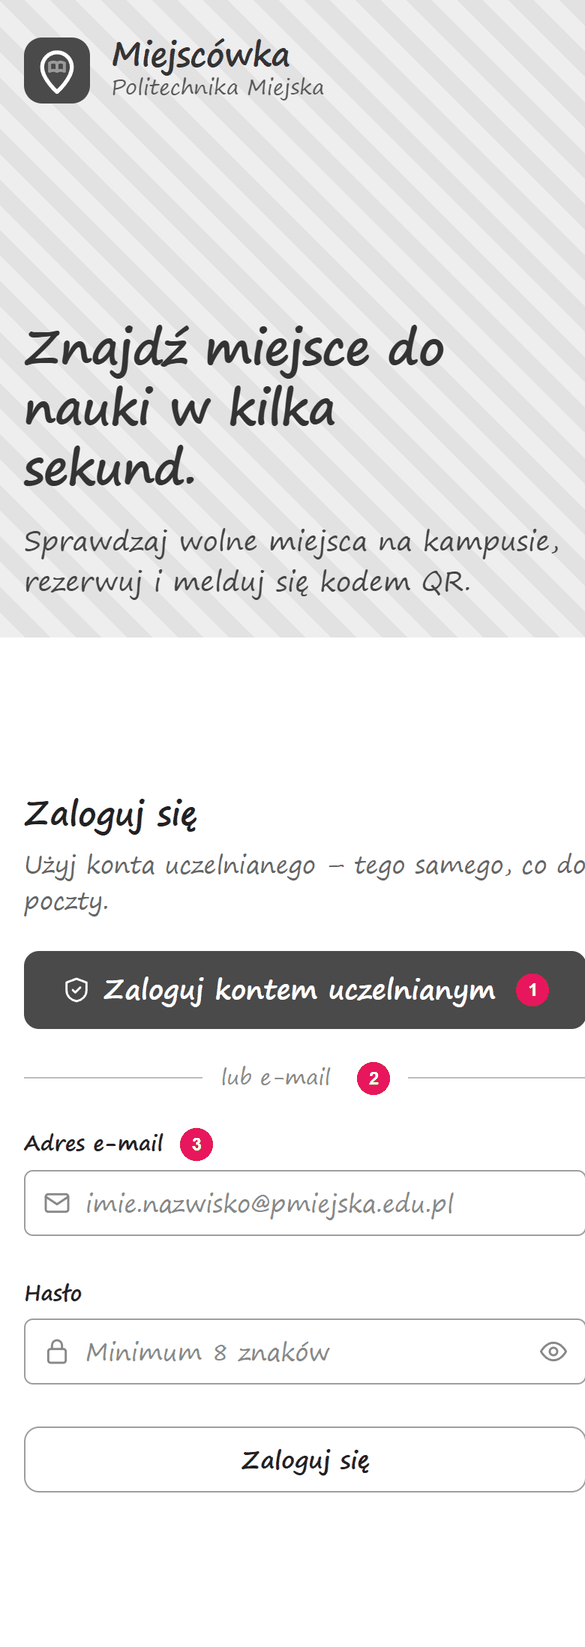 Miejscówka
Politechnika Miejska
Znajdź miejsce do
nauki w kilka
sekund.
Sprawdzaj wolne miejsca na kampusie,
rezerwuj i melduj się kodem QR.
Zaloguj się
Użyj konta uczelnianego – tego samego, co do
poczty.
Zaloguj kontem uczelnianym 1
lub e-mail 2
Adres e-mail 3
imie.nazwisko@pmiejska.edu.pl
Hasło
Minimum 8 znaków
Zaloguj się